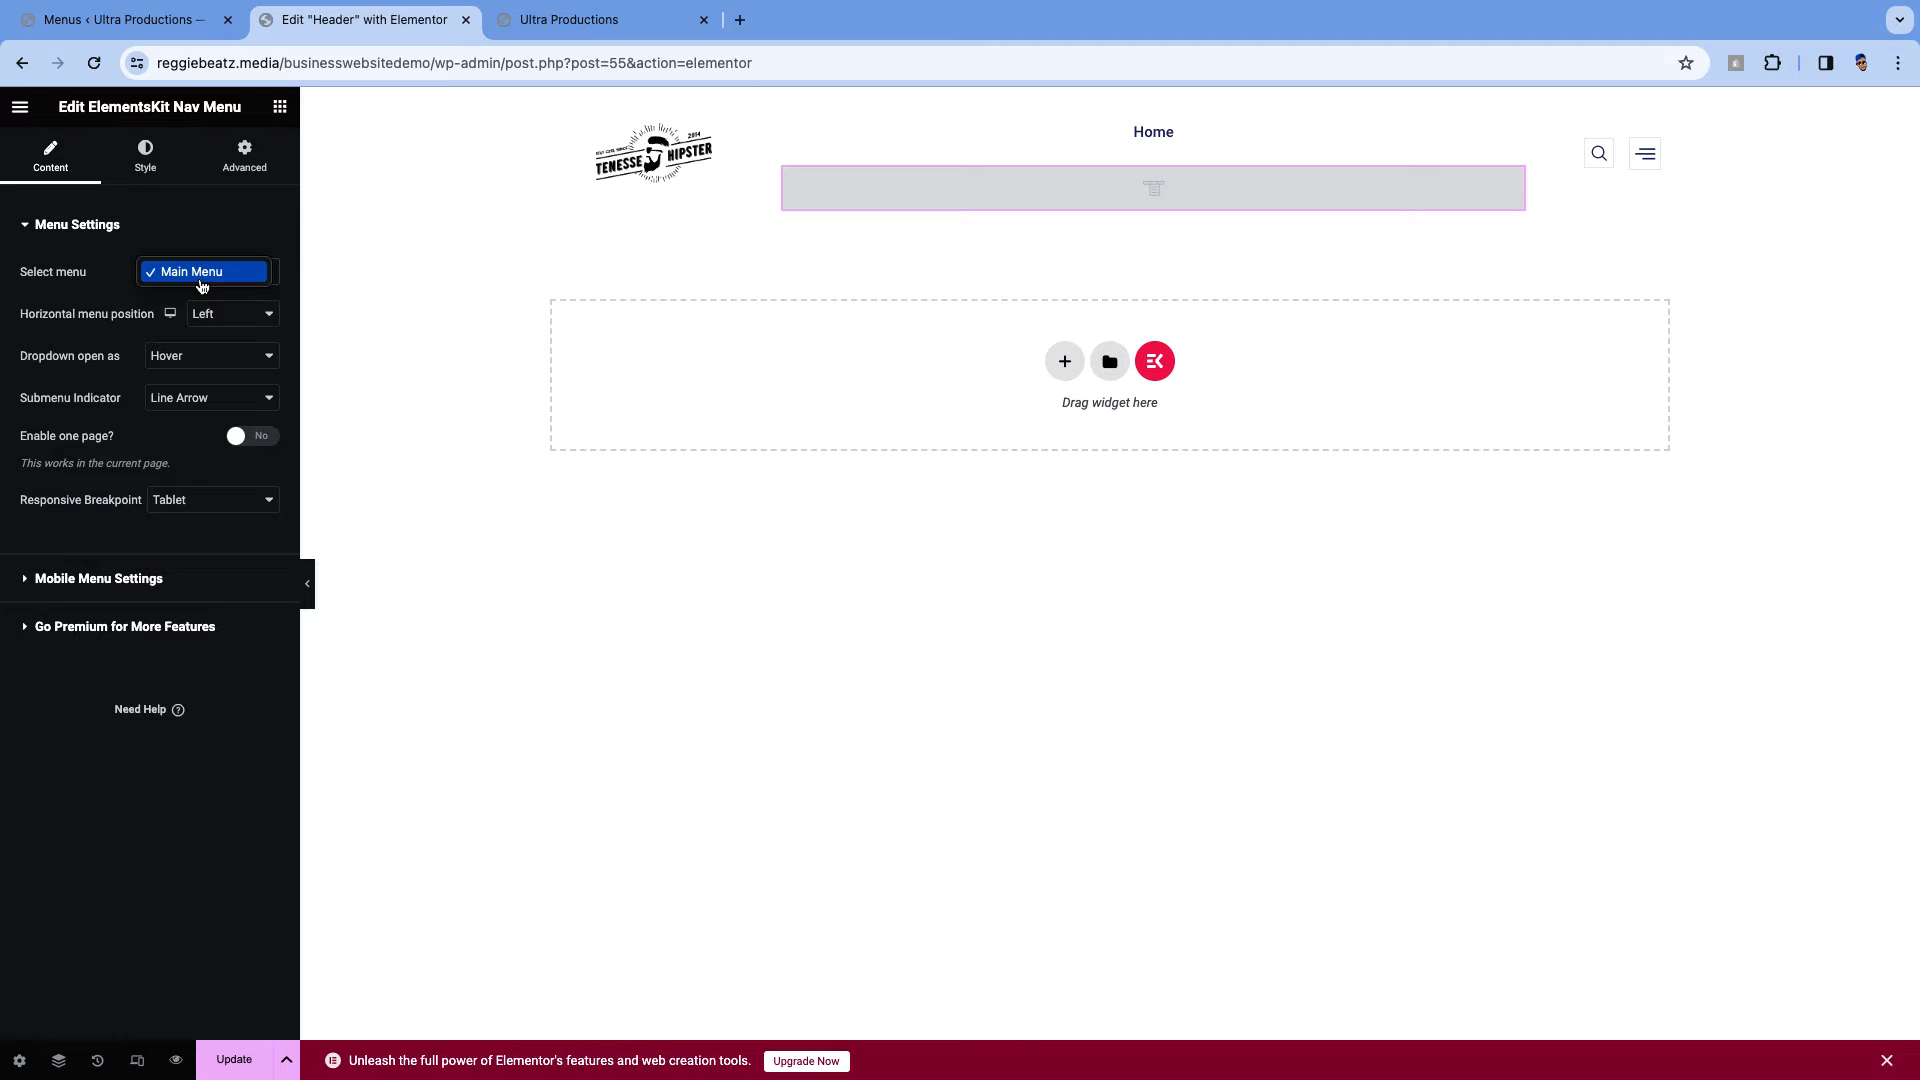 Menus ‹ Ultra Productions —
Edit "Header" with Elementor
Ultra Productions
reggiebeatz.media/businesswebsitedemo/wp-admin/post.php?post=55&action=elementor
Edit ElementsKit Nav Menu
Content
Style
Advanced
Menu Settings
Select menu
✓ Main Menu
Horizontal menu position
Left
Dropdown open as
Hover
Submenu Indicator
Line Arrow
Enable one page?
No
This works in the current page.
Responsive Breakpoint
Tablet
Mobile Menu Settings
Go Premium for More Features
Need Help
Update
2014
TENESSE HIPSTER
Home
Drag widget here
Unleash the full power of Elementor's features and web creation tools.
Upgrade Now